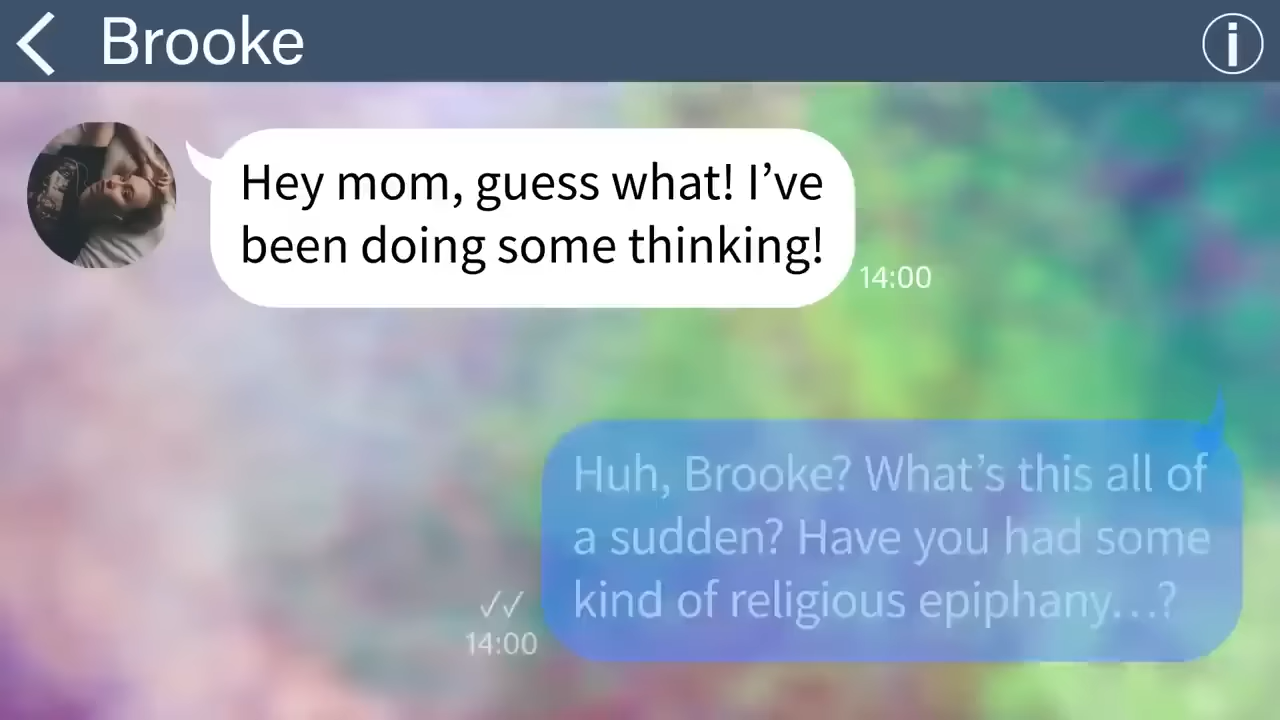 Brooke
Hey mom, guess what! I’ve
been doing some thinking!
14:00
Huh, Brooke? What’s this all of
a sudden? Have you had some
kind of religious epiphany…?
14:00